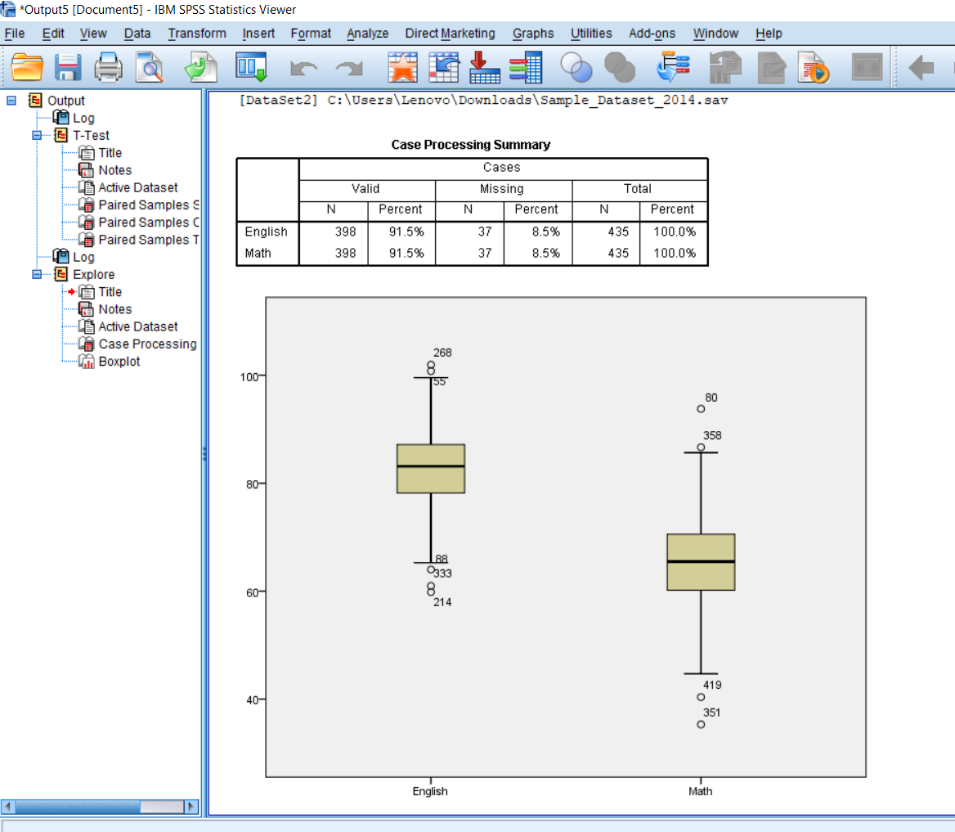 *Output5 [Document5] - IBM SPSS Statistics Viewer
File Edit View Data Transform Insert Format Analyze Direct Marketing Graphs Utilities Add-ons Window Help
Output
Log
T-Test
Title
Notes
Active Dataset
Paired Samples S
Paired Samples C
Paired Samples T
Log
Explore
Title
Notes
Active Dataset
Case Processing
Boxplot
[DataSet2] C:\Users\Lenovo\Downloads\Sample_Dataset_2014.sav
Case Processing Summary
Cases
Valid Missing Total
N Percent N Percent N Percent
English 398 91.5% 37 8.5% 435 100.0%
Math 398 91.5% 37 8.5% 435 100.0%
268
100
55
80
358
80
88
333
60
214
419
40
351
English Math